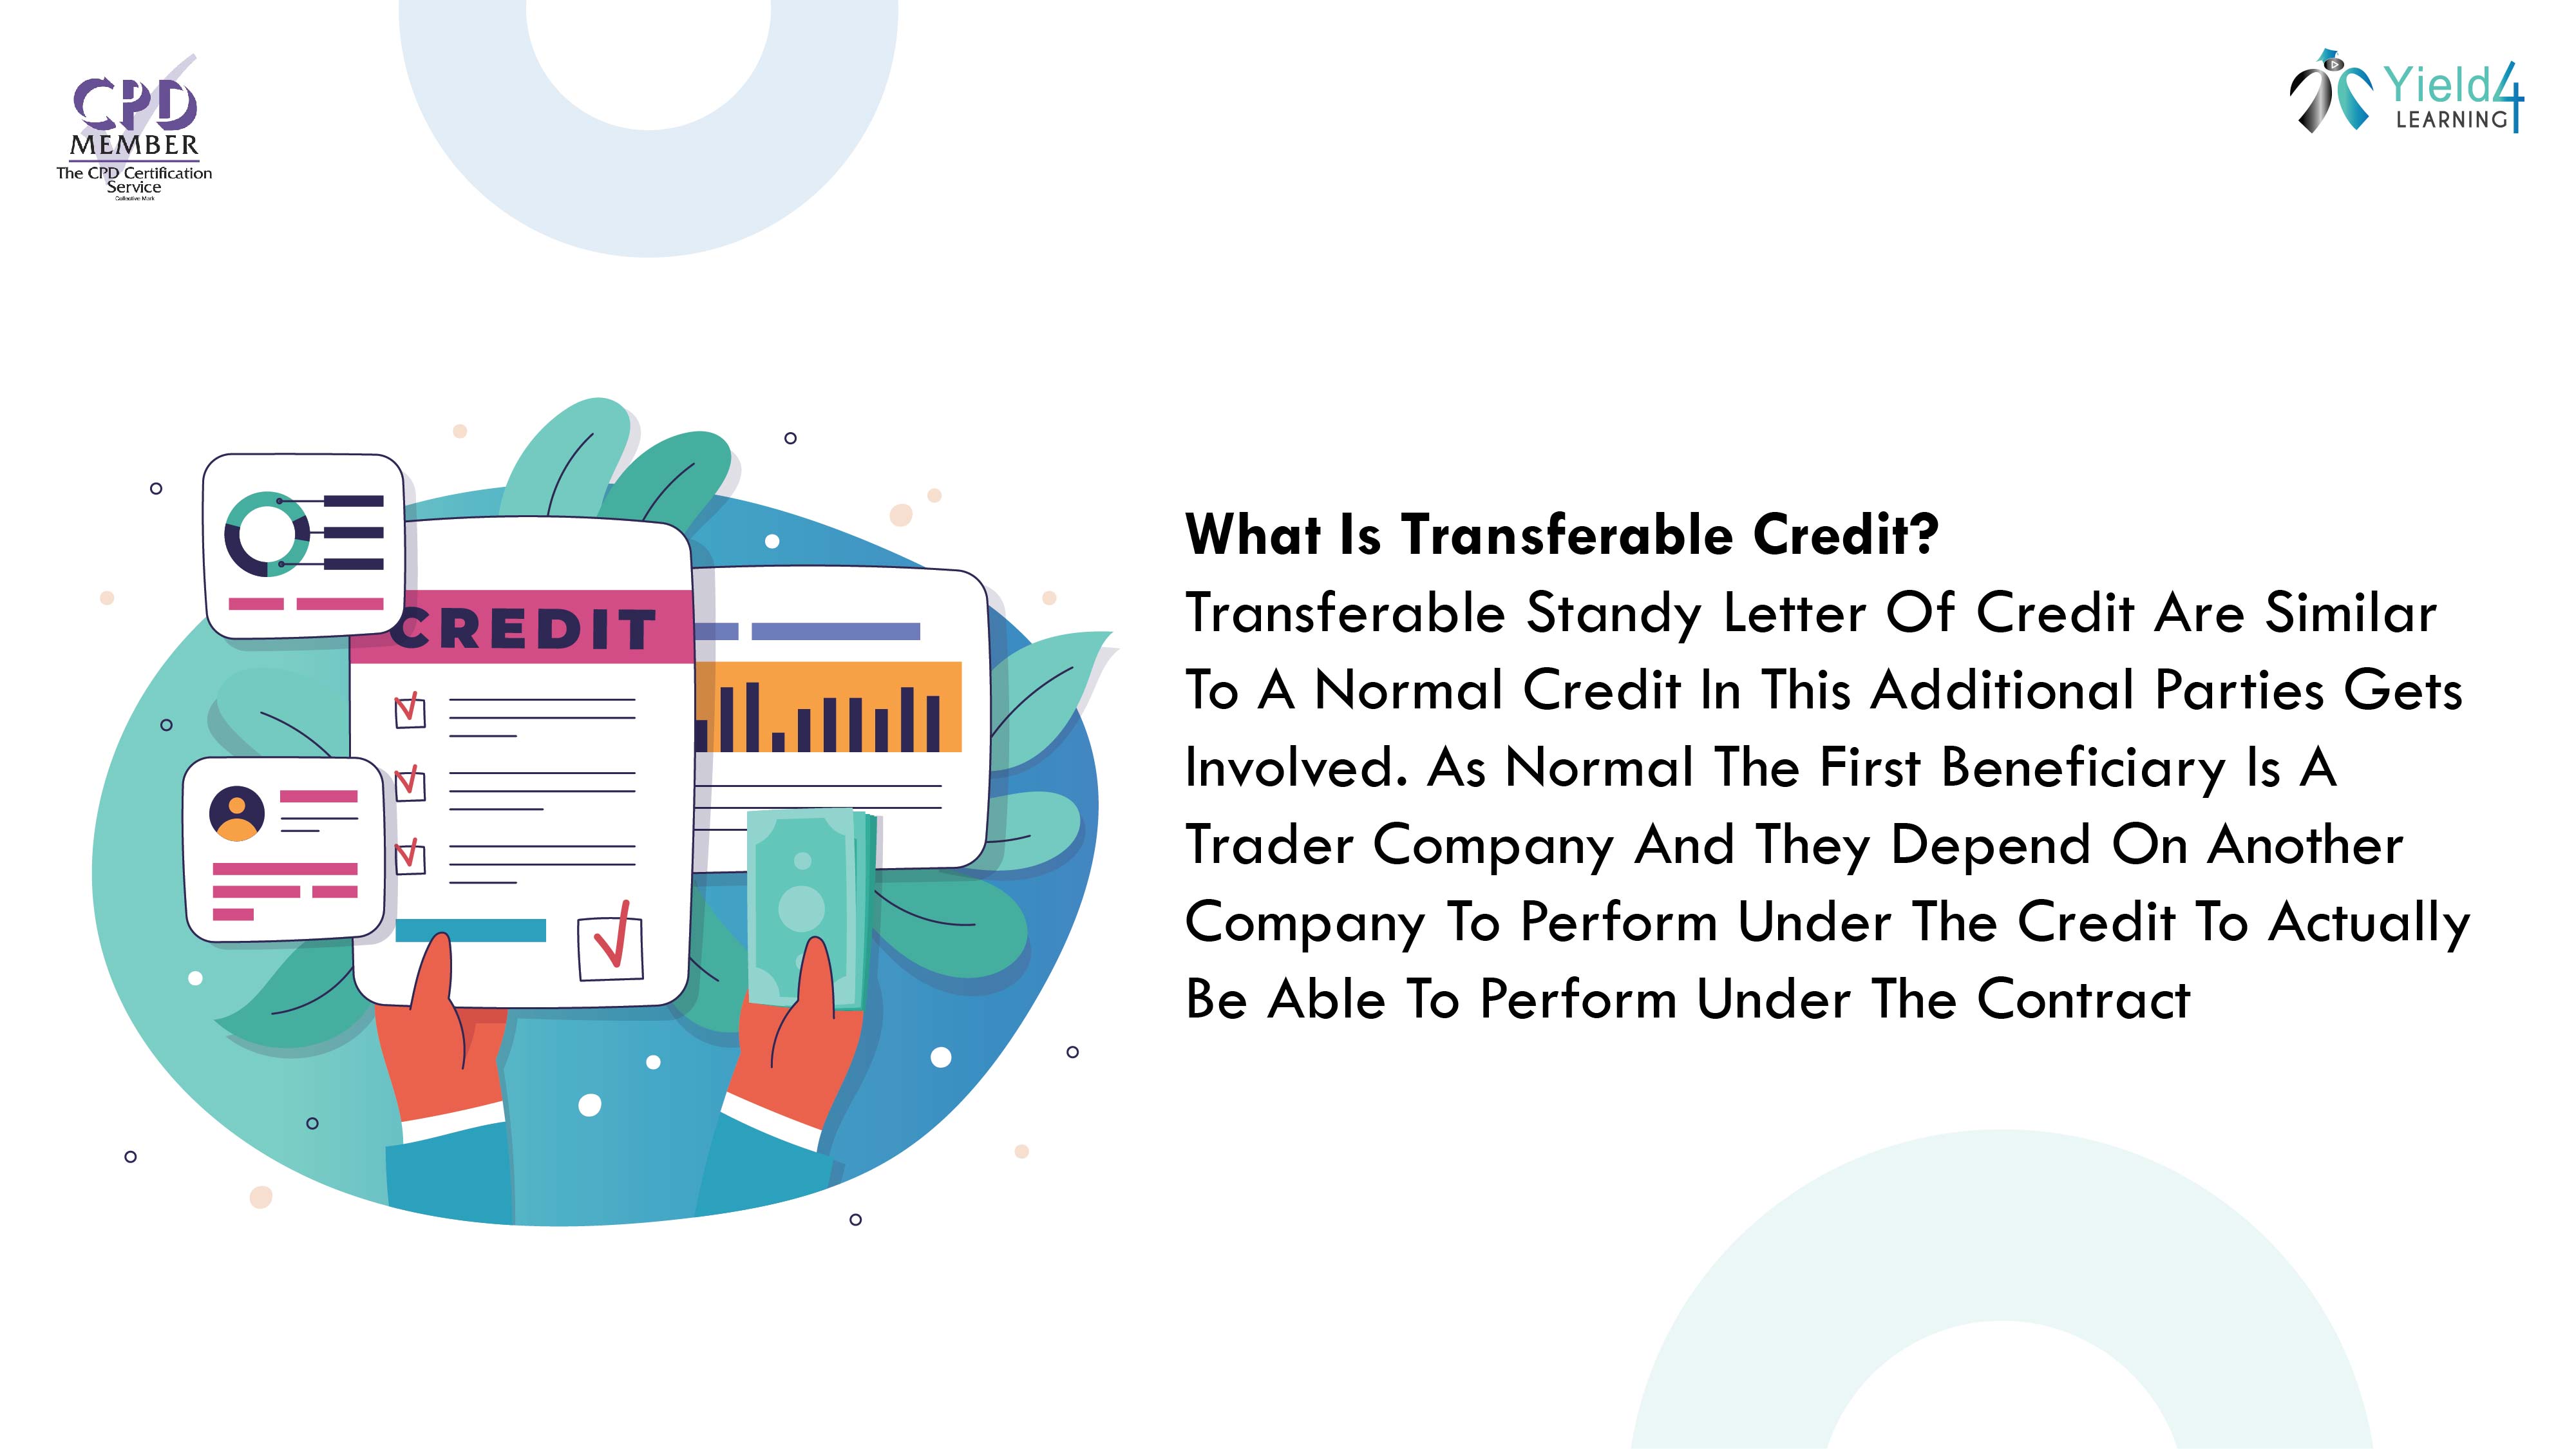 CPD
MEMBER
The CPD Certification
Service
Collective Mark
Yield4
LEARNING
CREDIT
What Is Transferable Credit?
Transferable Standy Letter Of Credit Are Similar
To A Normal Credit In This Additional Parties Gets
Involved. As Normal The First Beneficiary Is A
Trader Company And They Depend On Another
Company To Perform Under The Credit To Actually
Be Able To Perform Under The Contract